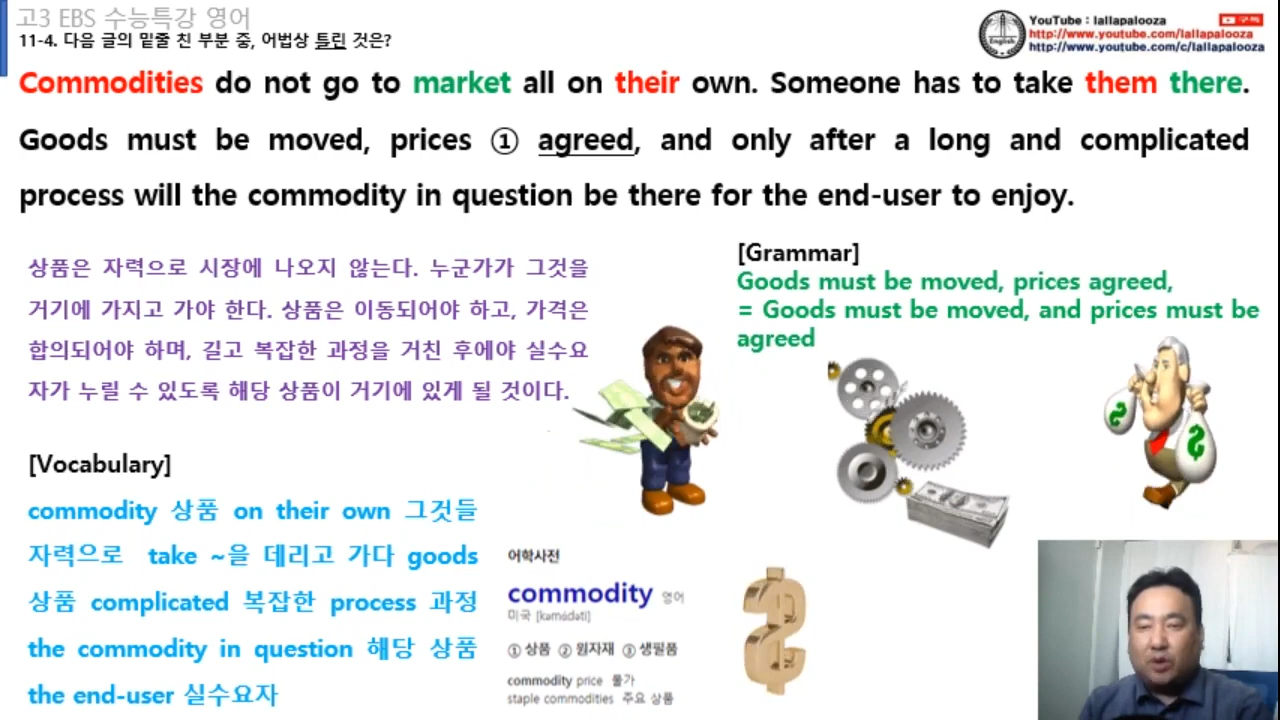 고3 EBS 수능특강 영어
11-4. 다음 글의 밑줄 친 부분 중, 어법상 틀린 것은?
YouTube : lallapalooza
구독
http://www.youtube.com/lallapalooza
http://www.youtube.com/c/lallapalooza
English
Commodities do not go to market all on their own. Someone has to take them there.
Goods must be moved, prices ① agreed, and only after a long and complicated
process will the commodity in question be there for the end-user to enjoy.
상품은 자력으로 시장에 나오지 않는다. 누군가가 그것을
거기에 가지고 가야 한다. 상품은 이동되어야 하고, 가격은
합의되어야 하며, 길고 복잡한 과정을 거친 후에야 실수요
자가 누릴 수 있도록 해당 상품이 거기에 있게 될 것이다.
[Grammar]
Goods must be moved, prices agreed,
= Goods must be moved, and prices must be
agreed
[Vocabulary]
commodity 상품 on their own 그것들
자력으로 take ~을 데리고 가다 goods
상품 complicated 복잡한 process 과정
the commodity in question 해당 상품
the end-user 실수요자
어학사전
commodity 영어
미국 [kəmɑ́dəti]
① 상품 ② 원자재 ③ 생필품
commodity price 물가
staple commodities 주요 상품